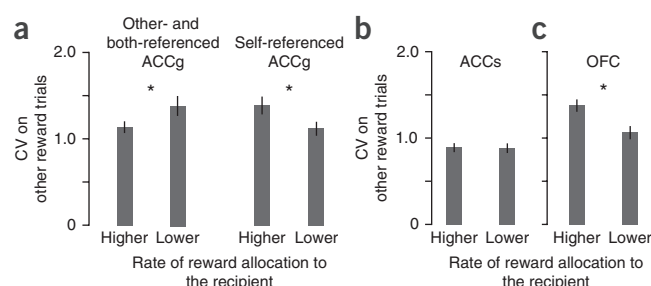 a
Other- and
both-referenced
ACCg
Self-referenced
ACCg
*
*
CV on
other reward trials
2.0
1.0
0
Higher Lower
Higher Lower
Rate of reward allocation to
the recipient
b
ACCs
CV on
other reward trials
2.0
1.0
0
Higher Lower
c
OFC
*
Higher Lower
Rate of reward allocation to
the recipient